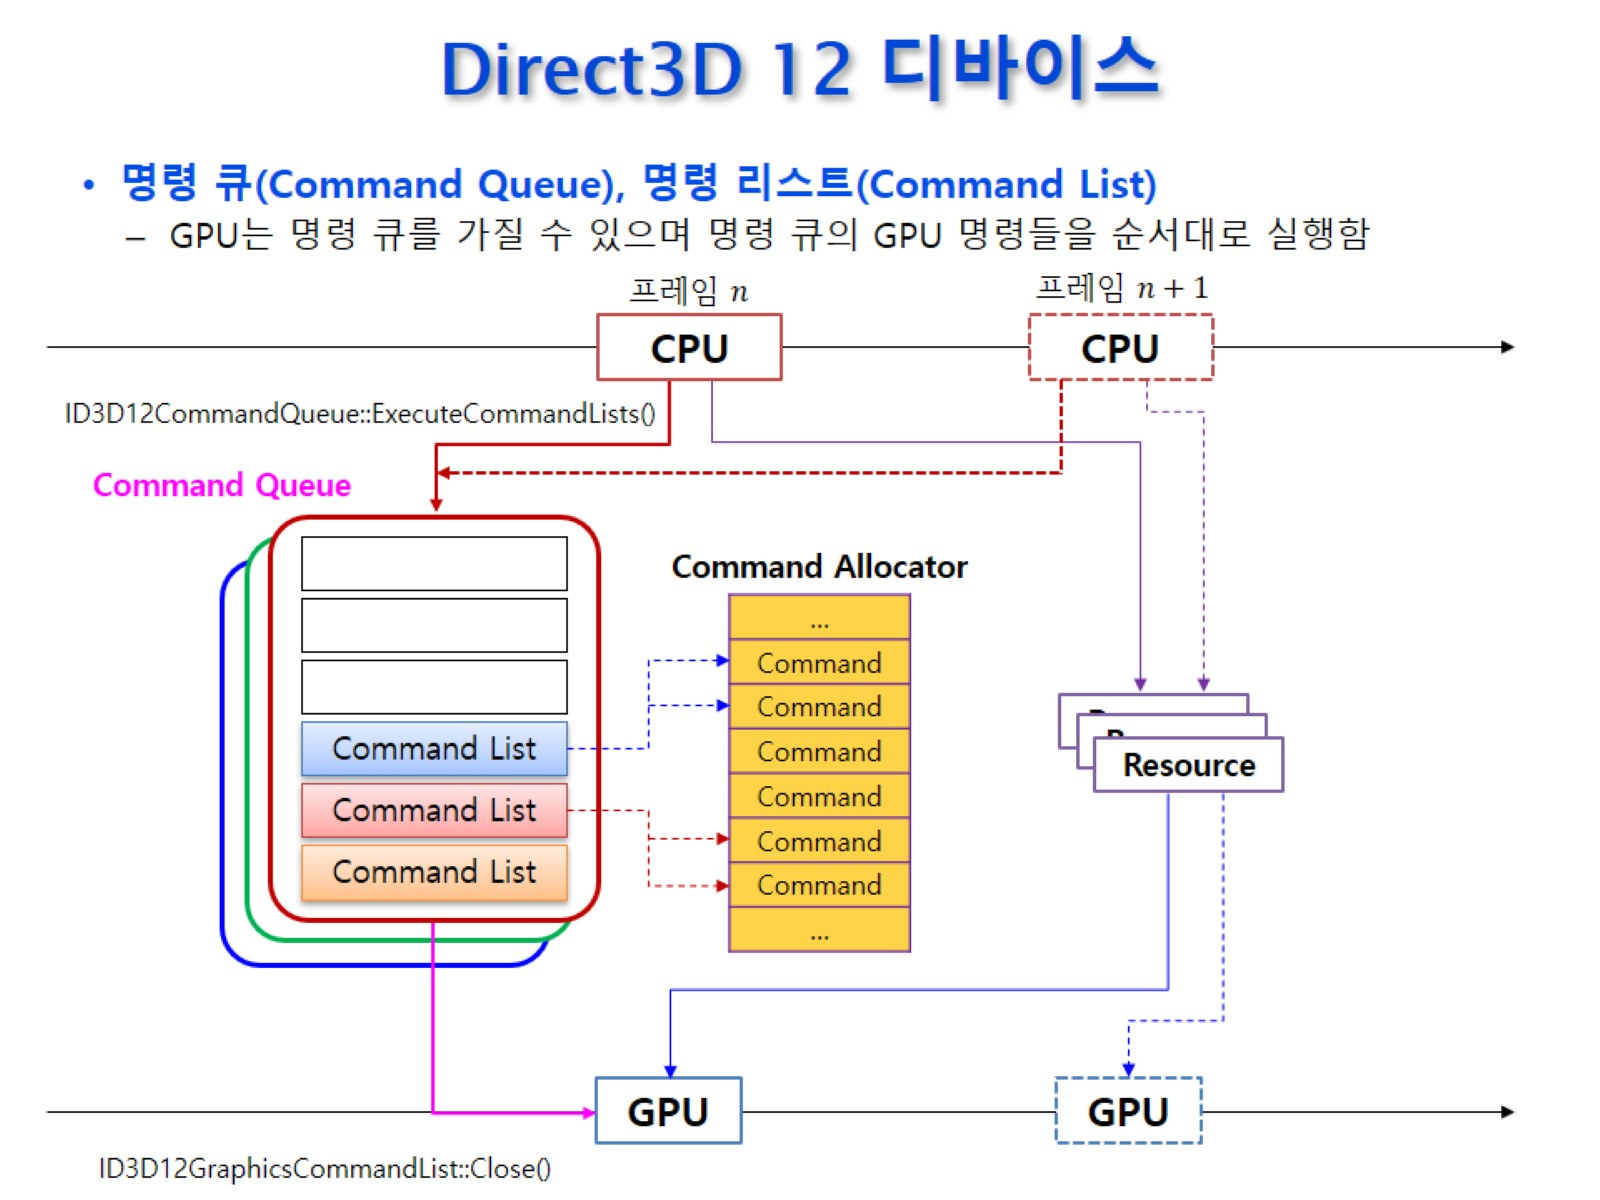 Direct3D 12 디바이스
• 명령 큐(Command Queue), 명령 리스트(Command List)
– GPU는 명령 큐를 가질 수 있으며 명령 큐의 GPU 명령들을 순서대로 실행함
프레임 n
프레임 n + 1
CPU
CPU
ID3D12CommandQueue::ExecuteCommandLists()
Command Queue
Command Allocator
...
Command
Command
Command
Command
Command
Command
...
Command List
Command List
Command List
Resource
GPU
GPU
ID3D12GraphicsCommandList::Close()